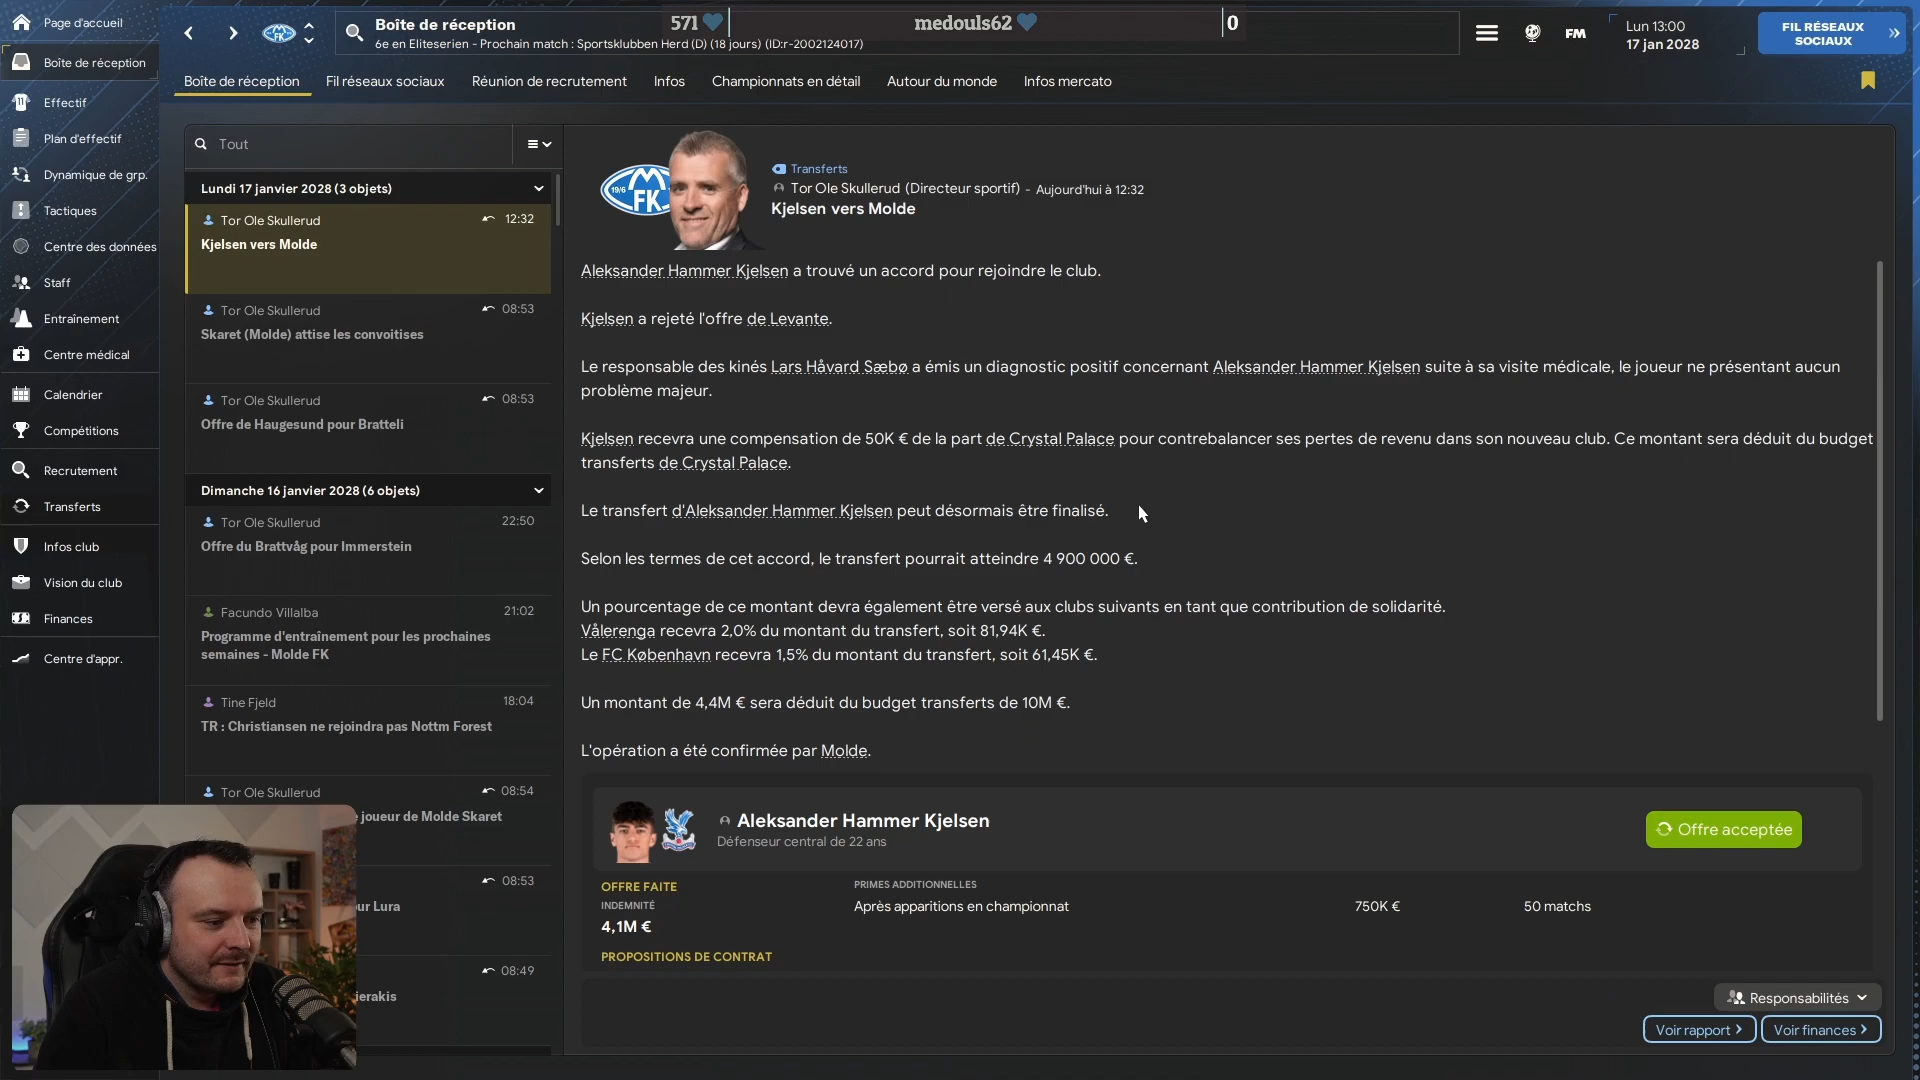 Page d'accueil
Boîte de réception
Effectif
Plan d'effectif
Dynamique de grp.
Tactiques
Centre des données
Staff
Entraînement
Centre médical
Calendrier
Compétitions
Recrutement
Transferts
Infos club
Vision du club
Finances
Centre d'appr.
Boîte de réception
6e en Eliteserien - Prochain match : Sportsklubben Herd (D) (18 jours) (ID:r-2002124017)
571
medouls62
0
FM
Lun 13:00
17 jan 2028
FIL RÉSEAUX
SOCIAUX
Boîte de réception Fil réseaux sociaux Réunion de recrutement Infos Championnats en détail Autour du monde Infos mercato
Tout
Lundi 17 janvier 2028 (3 objets)
Tor Ole Skullerud 12:32
Kjelsen vers Molde
Tor Ole Skullerud 08:53
Skaret (Molde) attise les convoitises
Tor Ole Skullerud 08:53
Offre de Haugesund pour Bratteli
Dimanche 16 janvier 2028 (6 objets)
Tor Ole Skullerud 22:50
Offre du Brattvåg pour Immerstein
Facundo Villalba 21:02
Programme d'entraînement pour les prochaines
semaines - Molde FK
Tine Fjeld 18:04
TR : Christiansen ne rejoindra pas Nottm Forest
Tor Ole Skullerud 08:54
joueur de Molde Skaret
08:53
ur Lura
08:49
ierakis
19/6
FK
Transferts
Tor Ole Skullerud (Directeur sportif) - Aujourd'hui à 12:32
Kjelsen vers Molde
Aleksander Hammer Kjelsen a trouvé un accord pour rejoindre le club.
Kjelsen a rejeté l'offre de Levante.
Le responsable des kinés Lars Håvard Sæbø a émis un diagnostic positif concernant Aleksander Hammer Kjelsen suite à sa visite médicale, le joueur ne présentant aucun
problème majeur.
Kjelsen recevra une compensation de 50K € de la part de Crystal Palace pour contrebalancer ses pertes de revenu dans son nouveau club. Ce montant sera déduit du budget
transferts de Crystal Palace.
Le transfert d'Aleksander Hammer Kjelsen peut désormais être finalisé.
Selon les termes de cet accord, le transfert pourrait atteindre 4 900 000 €.
Un pourcentage de ce montant devra également être versé aux clubs suivants en tant que contribution de solidarité.
Vålerenga recevra 2,0% du montant du transfert, soit 81,94K €.
Le FC København recevra 1,5% du montant du transfert, soit 61,45K €.
Un montant de 4,4M € sera déduit du budget transferts de 10M €.
L'opération a été confirmée par Molde.
Aleksander Hammer Kjelsen
Défenseur central de 22 ans
Offre acceptée
OFFRE FAITE
INDEMNITÉ
4,1M €
PRIMES ADDITIONNELLES
Après apparitions en championnat 750K € 50 matchs
PROPOSITIONS DE CONTRAT
Responsabilités
Voir rapport
Voir finances